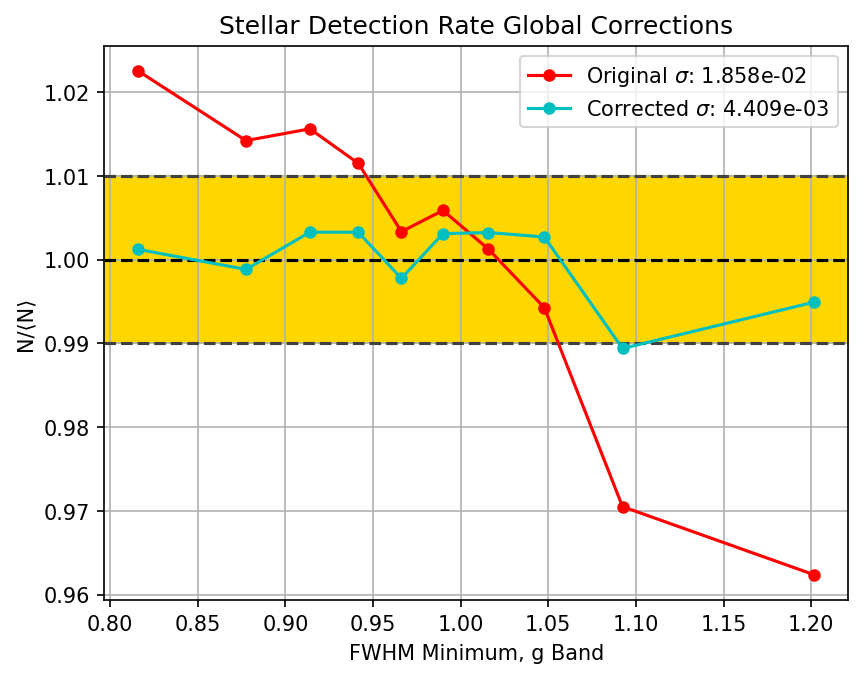 Stellar Detection Rate Global Corrections
Original σ: 1.858e-02
Corrected σ: 4.409e-03
1.02
1.01
1.00
0.99
0.98
0.97
0.96
N/⟨N⟩
0.80 0.85 0.90 0.95 1.00 1.05 1.10 1.15 1.20
FWHM Minimum, g Band